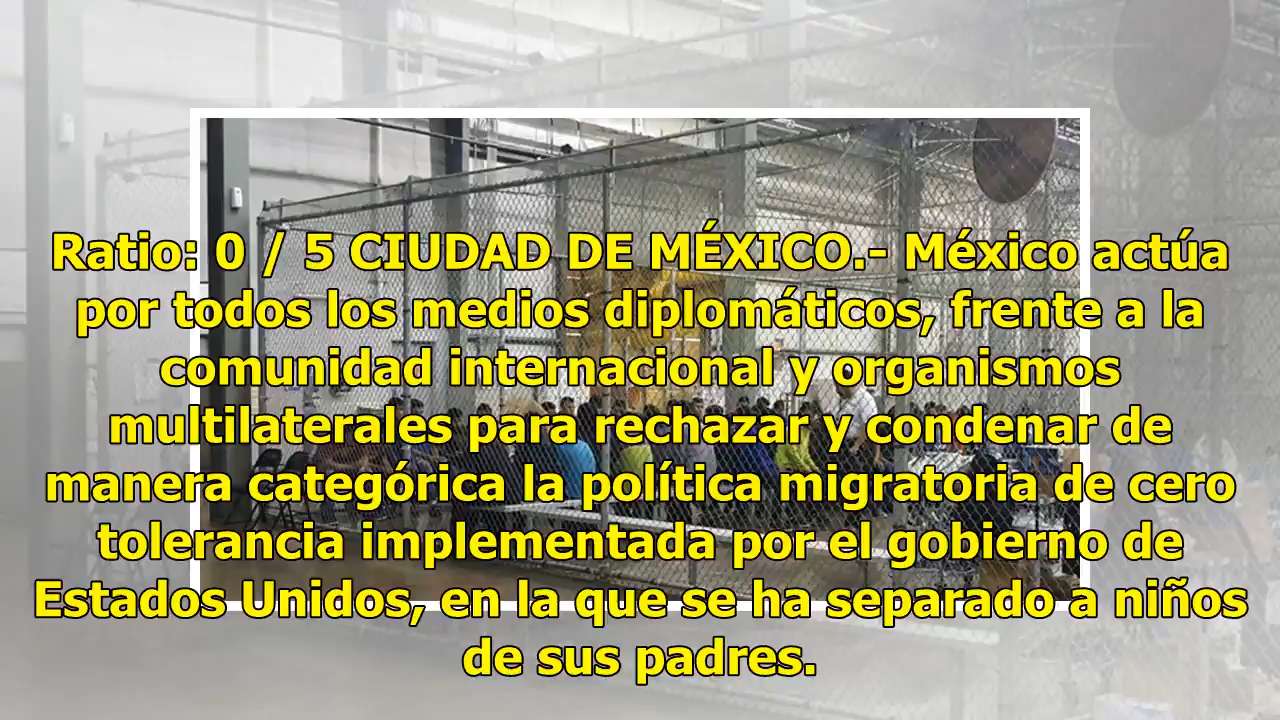 Ratio: 0 / 5 CIUDAD DE MÉXICO.- México actúa
por todos los medios diplomáticos, frente a la
comunidad internacional y organismos
multilaterales para rechazar y condenar de
manera categórica la política migratoria de cero
tolerancia implementada por el gobierno de
Estados Unidos, en la que se ha separado a niños
de sus padres.